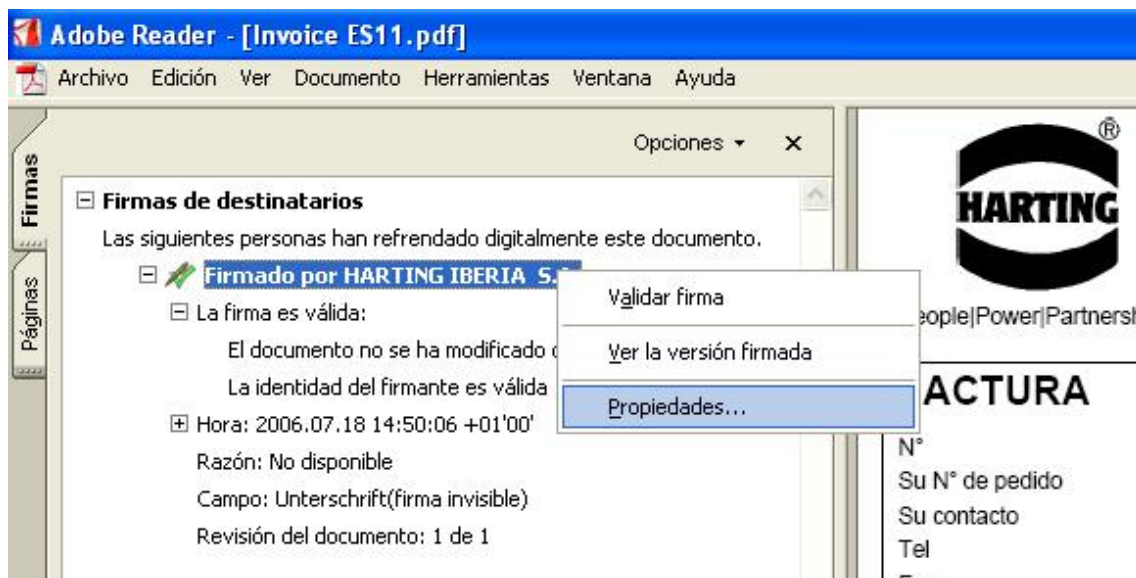 Adobe Reader - [Invoice ES11.pdf]
Archivo Edición Ver Documento Herramientas Ventana Ayuda
Opciones
Firmas
Páginas
Firmas de destinatarios
Las siguientes personas han refrendado digitalmente este documento.
Firmado por HARTING IBERIA S.
La firma es válida:
El documento no se ha modificado
La identidad del firmante es válida
Hora: 2006.07.18 14:50:06 +01'00'
Razón: No disponible
Campo: Unterschrift(firma invisible)
Revisión del documento: 1 de 1
Validar firma
Ver la versión firmada
Propiedades...
®
HARTING
eople|Power|Partnersh
ACTURA
N°
Su N° de pedido
Su contacto
Tel